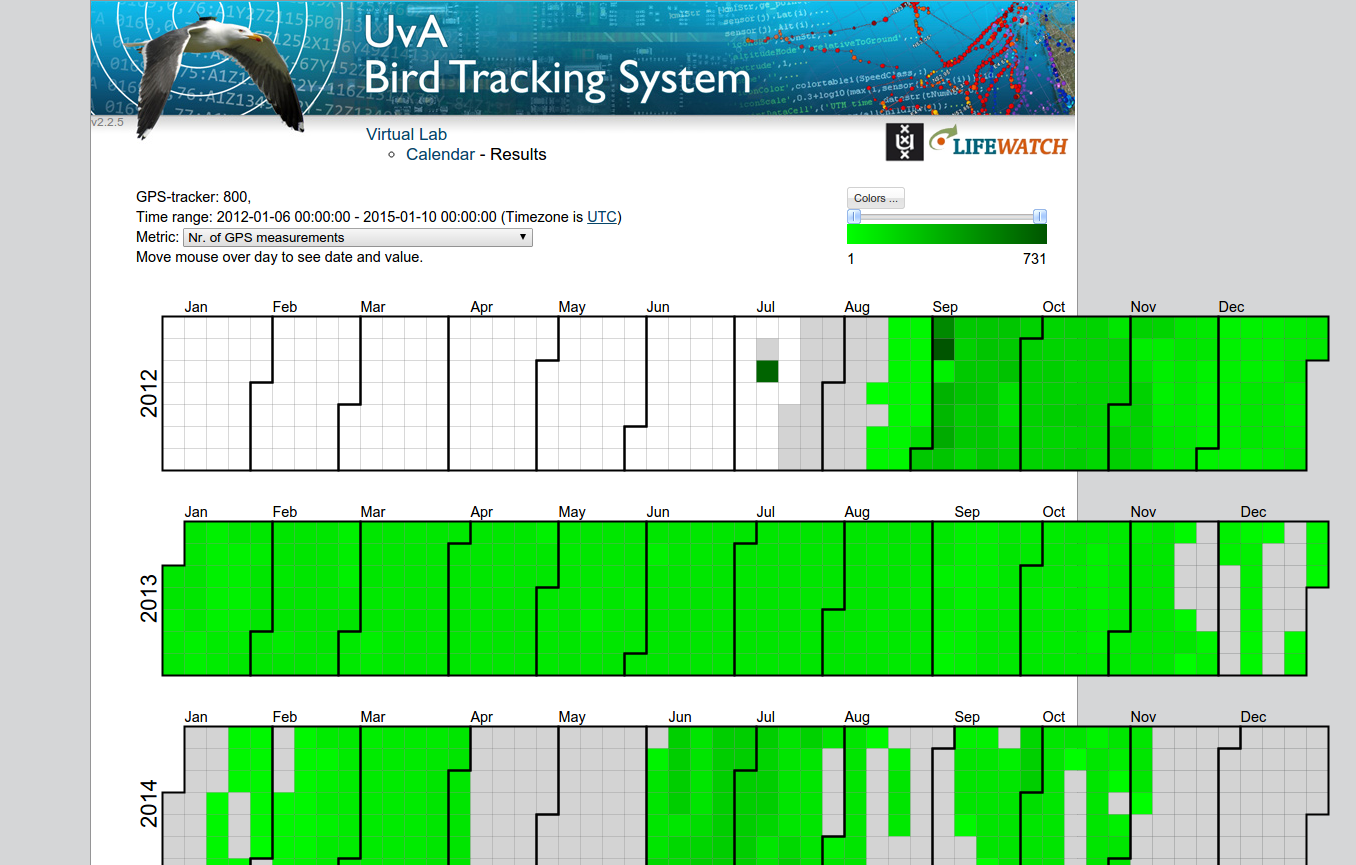 UvA
Bird Tracking System
v2.2.5
Virtual Lab
Calendar - Results
LIFEWATCH
GPS-tracker: 800,
Time range: 2012-01-06 00:00:00 - 2015-01-10 00:00:00 (Timezone is UTC)
Metric: Nr. of GPS measurements
Move mouse over day to see date and value.
Colors ...
1 731
Jan Feb Mar Apr May Jun Jul Aug Sep Oct Nov Dec
2012
Jan Feb Mar Apr May Jun Jul Aug Sep Oct Nov Dec
2013
Jan Feb Mar Apr May Jun Jul Aug Sep Oct Nov Dec
2014